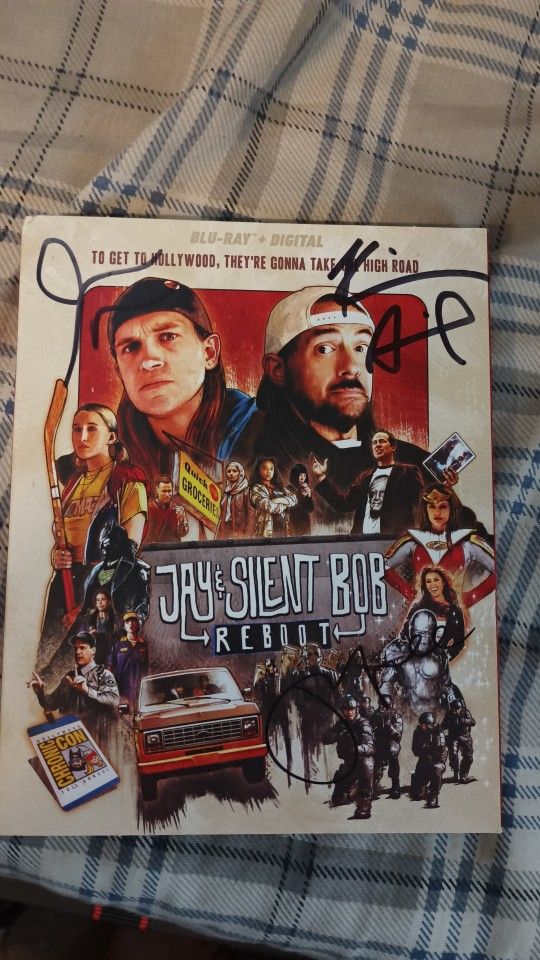 BLU-RAY™ + DIGITAL
TO GET TO HOLLYWOOD, THEY'RE GONNA TAKE THE HIGH ROAD
Quick
GROCERIES
JAY & SILENT BOB
REBOOT
CHRONIC
CON